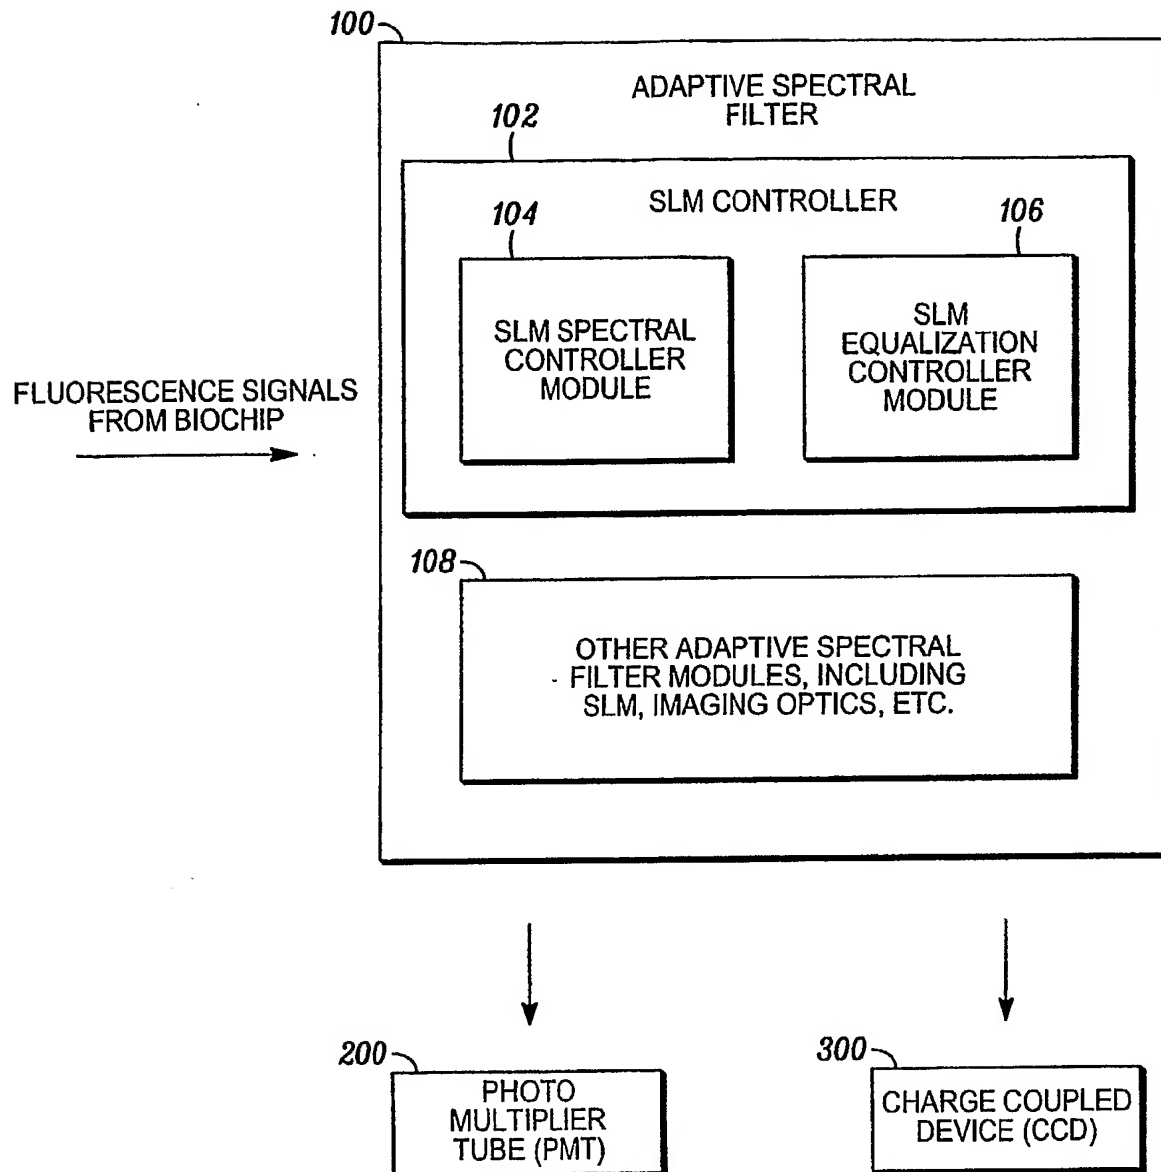 100
ADAPTIVE SPECTRAL
FILTER
102
SLM CONTROLLER
104
106
SLM SPECTRAL
CONTROLLER
MODULE
SLM
EQUALIZATION
CONTROLLER
MODULE
FLUORESCENCE SIGNALS
FROM BIOCHIP
108
OTHER ADAPTIVE SPECTRAL
FILTER MODULES, INCLUDING
SLM, IMAGING OPTICS, ETC.
200
PHOTO
MULTIPLIER
TUBE (PMT)
300
CHARGE COUPLED
DEVICE (CCD)